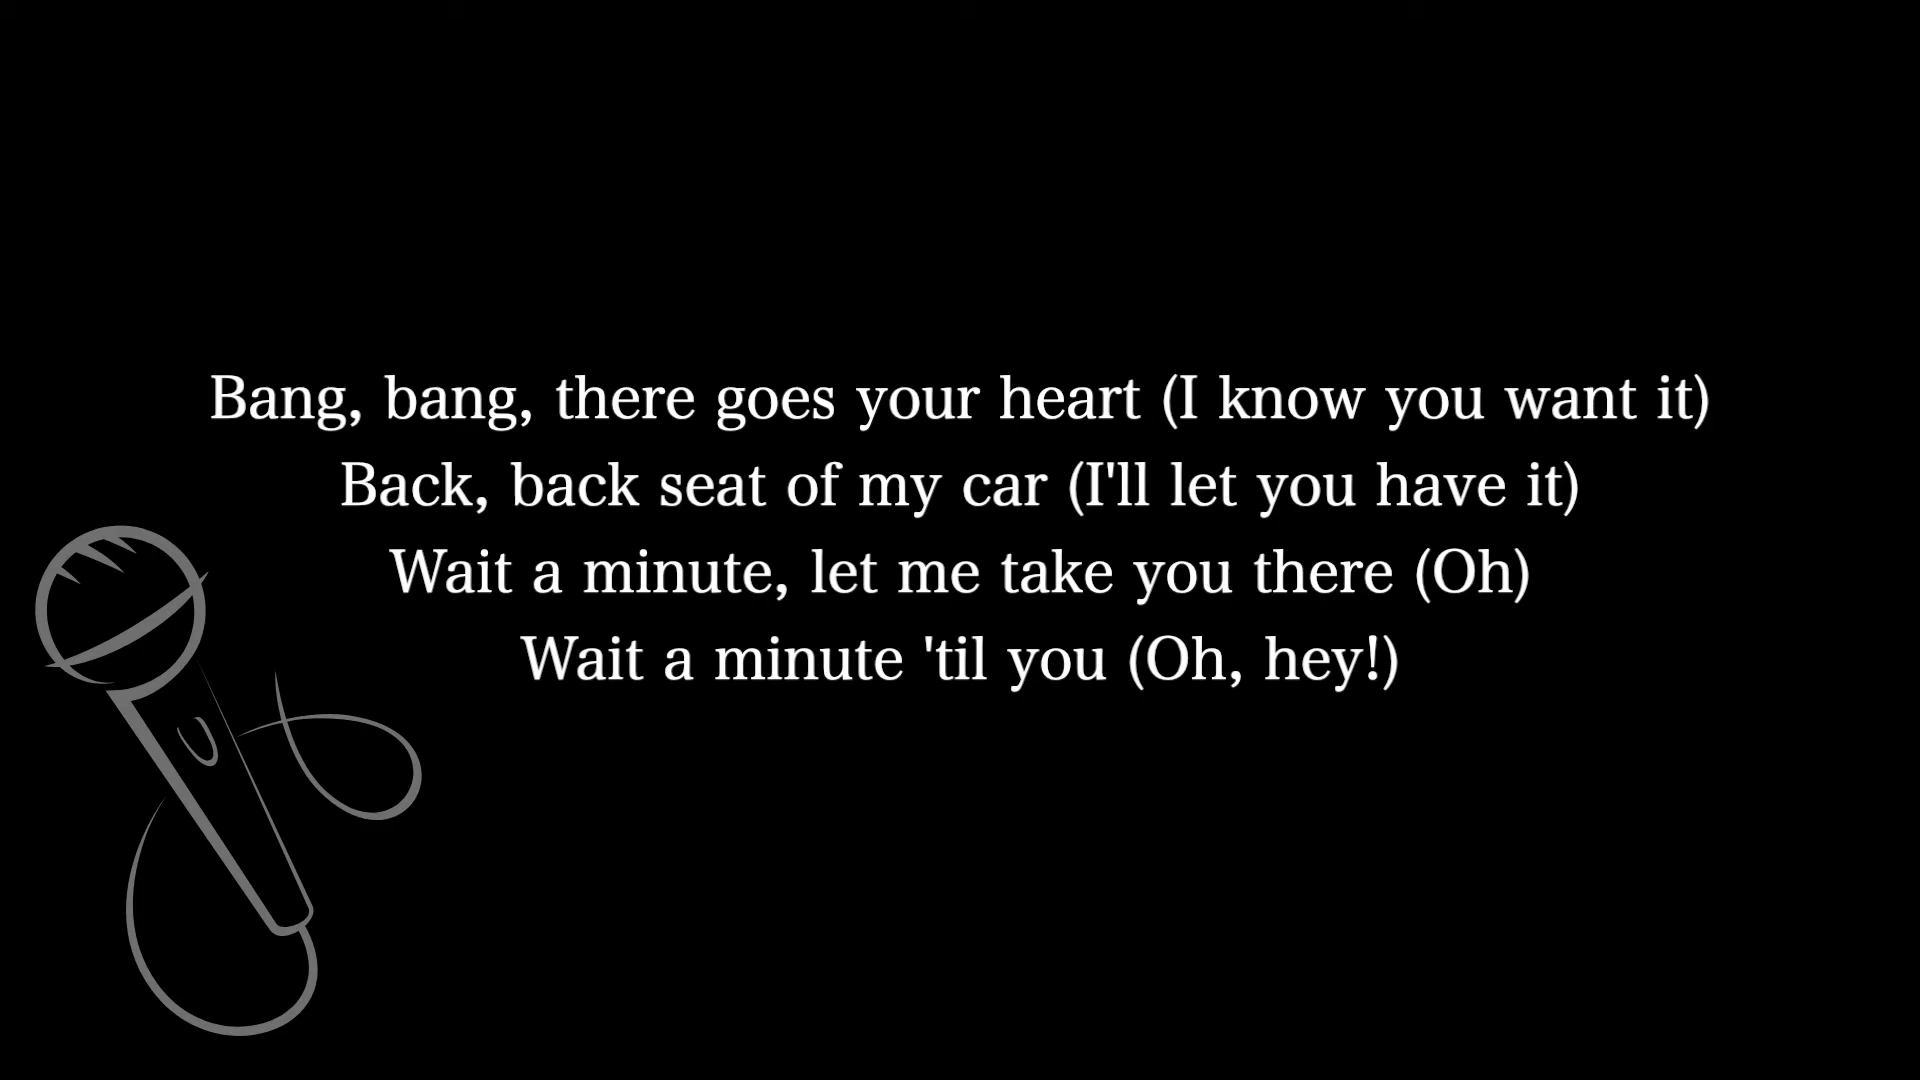 Bang, bang, there goes your heart (I know you want it)
Back, back seat of my car (I'll let you have it)
Wait a minute, let me take you there (Oh)
Wait a minute 'til you (Oh, hey!)